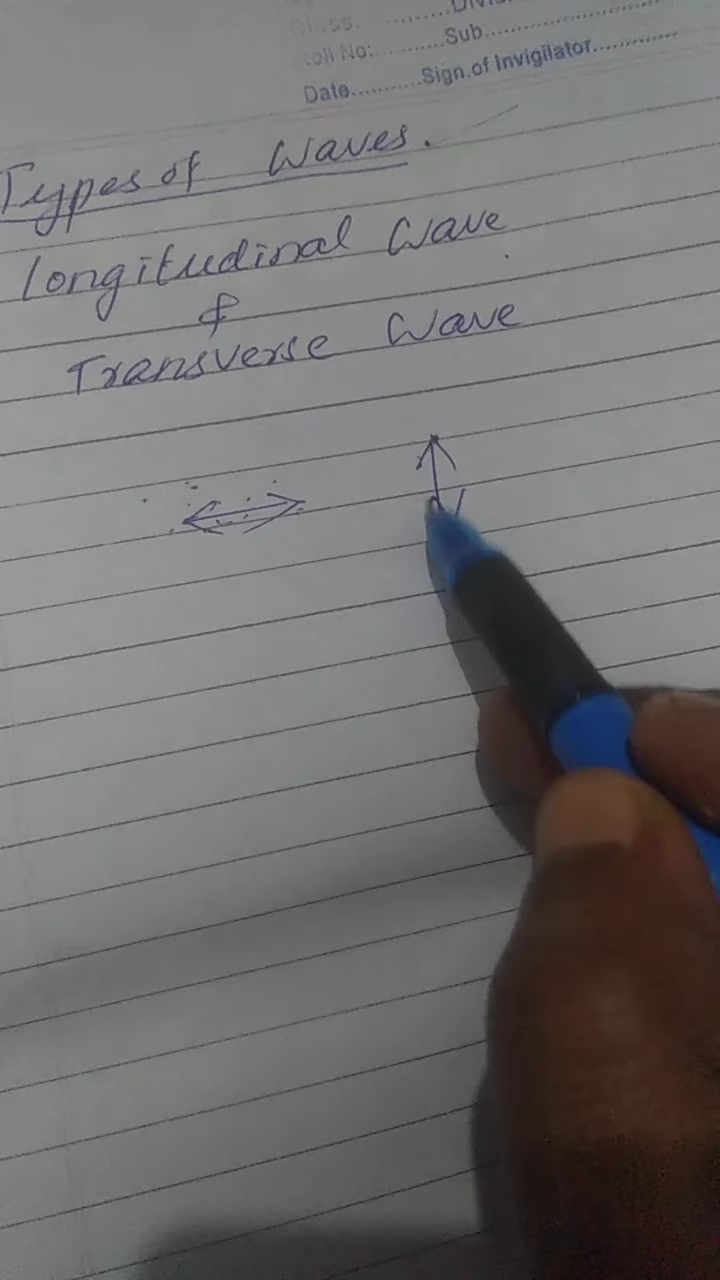 Roll No:..........Sub..................
Date...........Sign.of Invigilator..............
Types of Waves.
Longitudinal Wave
&
Transverse Wave